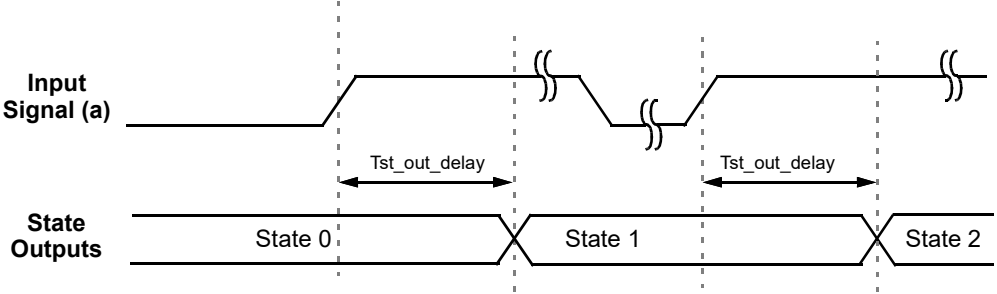 Input
Signal (a)
Tst_out_delay
Tst_out_delay
State
Outputs
State 0
State 1
State 2